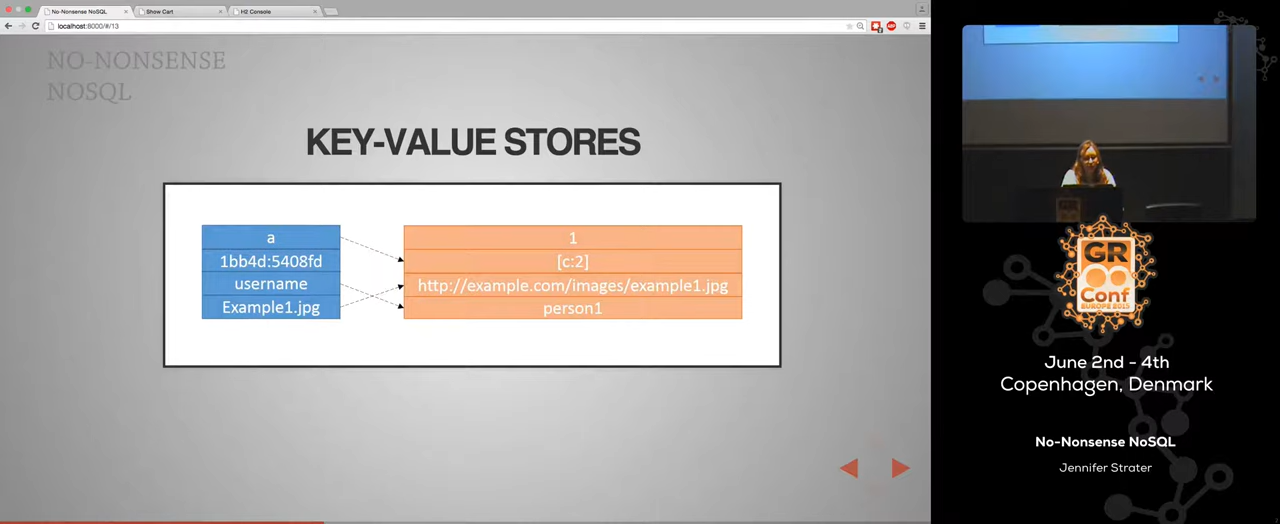 No-Nonsense NoSQL
Show Cart
H2 Console
localhost:8000/#/13
NO-NONSENSE
NOSQL
KEY-VALUE STORES
a
1bb4d:5408fd
username
Example1.jpg
1
[c:2]
http://example.com/images/example1.jpg
person1
GR
Conf
EUROPE 2015
June 2nd - 4th
Copenhagen, Denmark
No-Nonsense NoSQL
Jennifer Strater